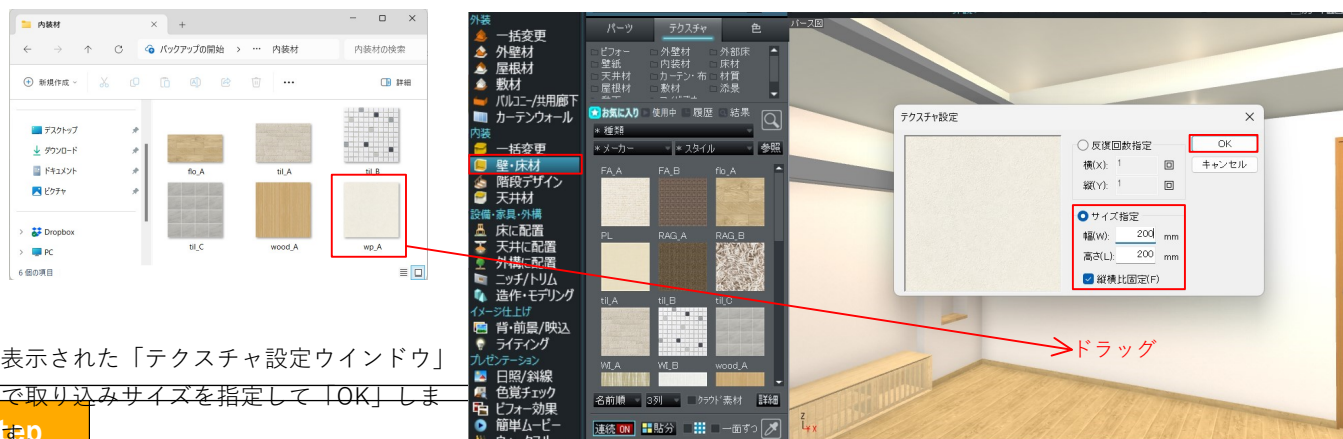 内装材
バックアップの開始 > … 内装材
内装材の検索
新規作成
詳細
デスクトップ
ダウンロード
ドキュメント
ピクチャ
Dropbox
PC
flo_A
til_A
til_B
til_C
wood_A
wp_A
6 個の項目
表示された「テクスチャ設定ウインドウ」
で取り込みサイズを指定して「OK」しま
す
外装
一括変更
外壁材
屋根材
敷材
バルコニー/共用廊下
カーテンウォール
内装
一括変更
壁・床材
階段デザイン
天井材
設備・家具・外構
床に配置
天井に配置
外構に配置
ニッチ/トリム
造作・モデリング
イメージ仕上げ
背・前景/映込
ライティング
プレゼンテーション
日照/斜線
色覚チェック
ビフォー効果
簡単ムービー
パーツ テクスチャ 色
ビフォー 外壁材 外部床
壁紙 内装材 床材
天井材 カーテン・布 材質
屋根材 敷材 添景
お気に入り 使用中 履歴 結果
* 種類
* メーカー * スタイル 参照
FA_A FA_B flo_A
PL RAG_A RAG_B
til_A til_B til_C
WI_A WI_B wood_A
名前順 3列 クラウド素材 詳細
連続 ON 貼分 一面ずつ
パース図
テクスチャ設定
反復回数指定
横(X): 1
縦(Y): 1
サイズ指定
幅(W): 200 mm
高さ(L): 200 mm
縦横比固定(F)
OK
キャンセル
ドラッグ
Z
Y X